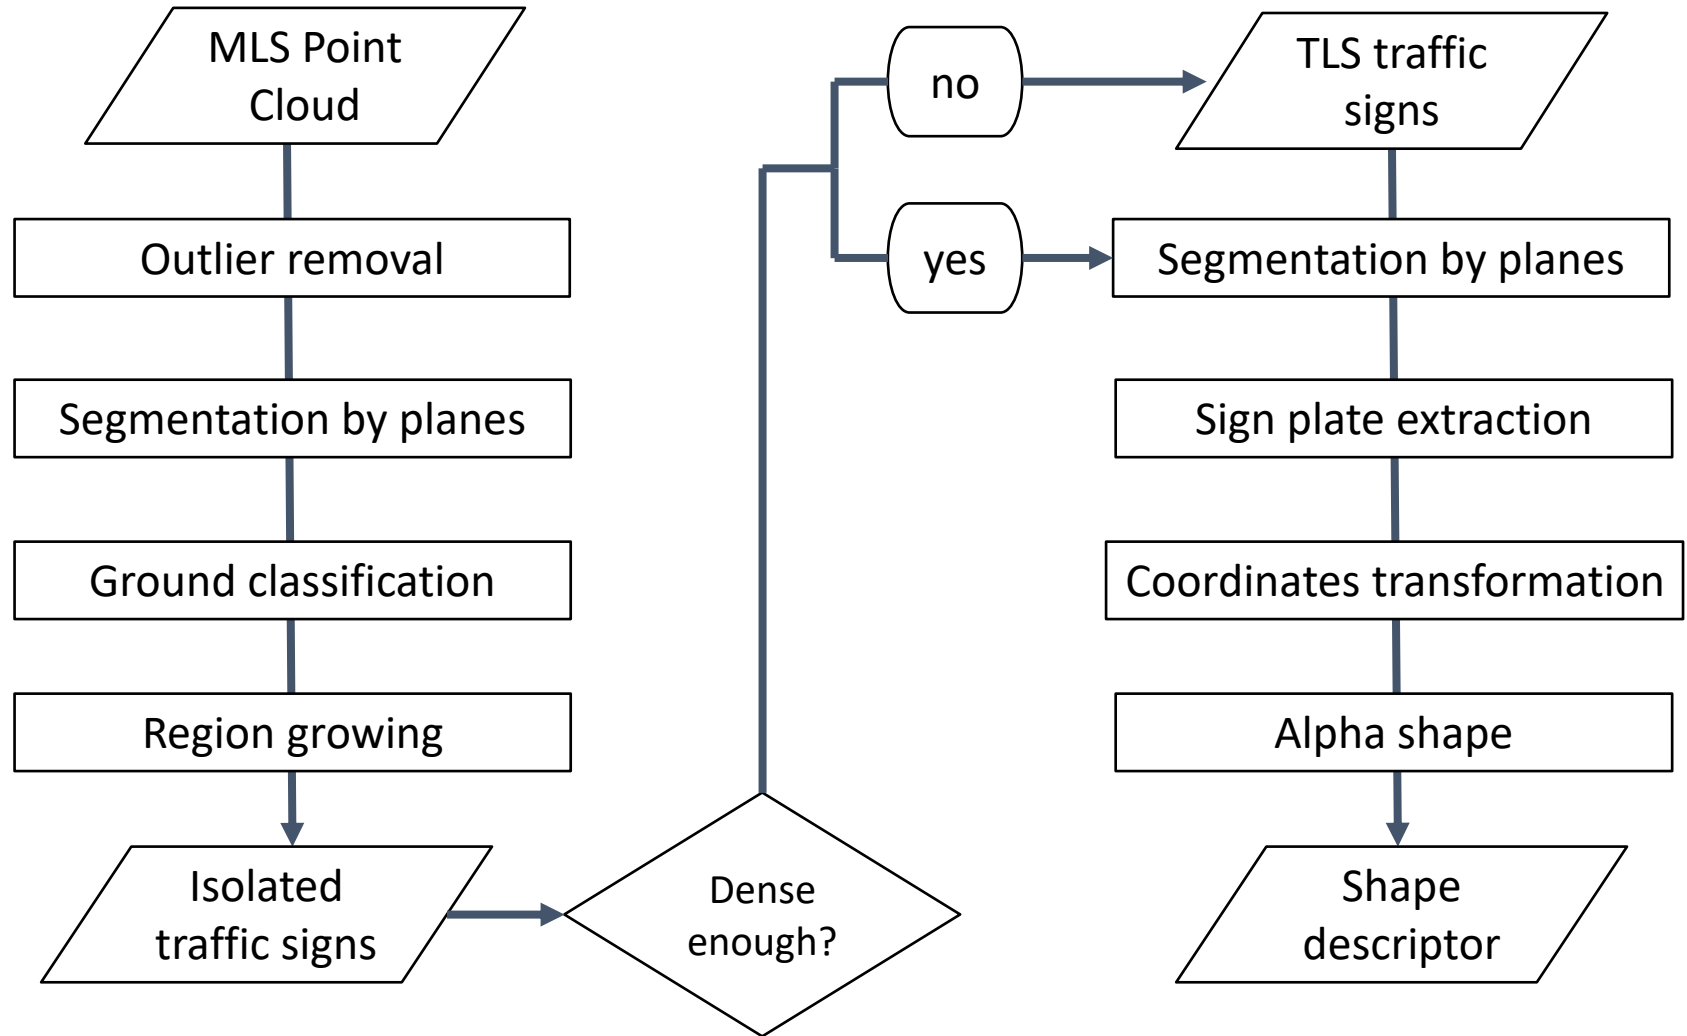 MLS Point
Cloud
Outlier removal
Segmentation by planes
Ground classification
Region growing
Isolated
traffic signs
Dense
enough?
no
yes
TLS traffic
signs
Segmentation by planes
Sign plate extraction
Coordinates transformation
Alpha shape
Shape
descriptor